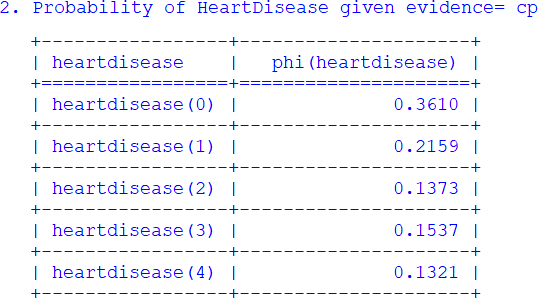 2. Probability of HeartDisease given evidence= cp
+-----------------+---------------------+
| heartdisease    |   phi(heartdisease) |
+=================+=====================+
| heartdisease(0) |              0.3610 |
+-----------------+---------------------+
| heartdisease(1) |              0.2159 |
+-----------------+---------------------+
| heartdisease(2) |              0.1373 |
+-----------------+---------------------+
| heartdisease(3) |              0.1537 |
+-----------------+---------------------+
| heartdisease(4) |              0.1321 |
+-----------------+---------------------+